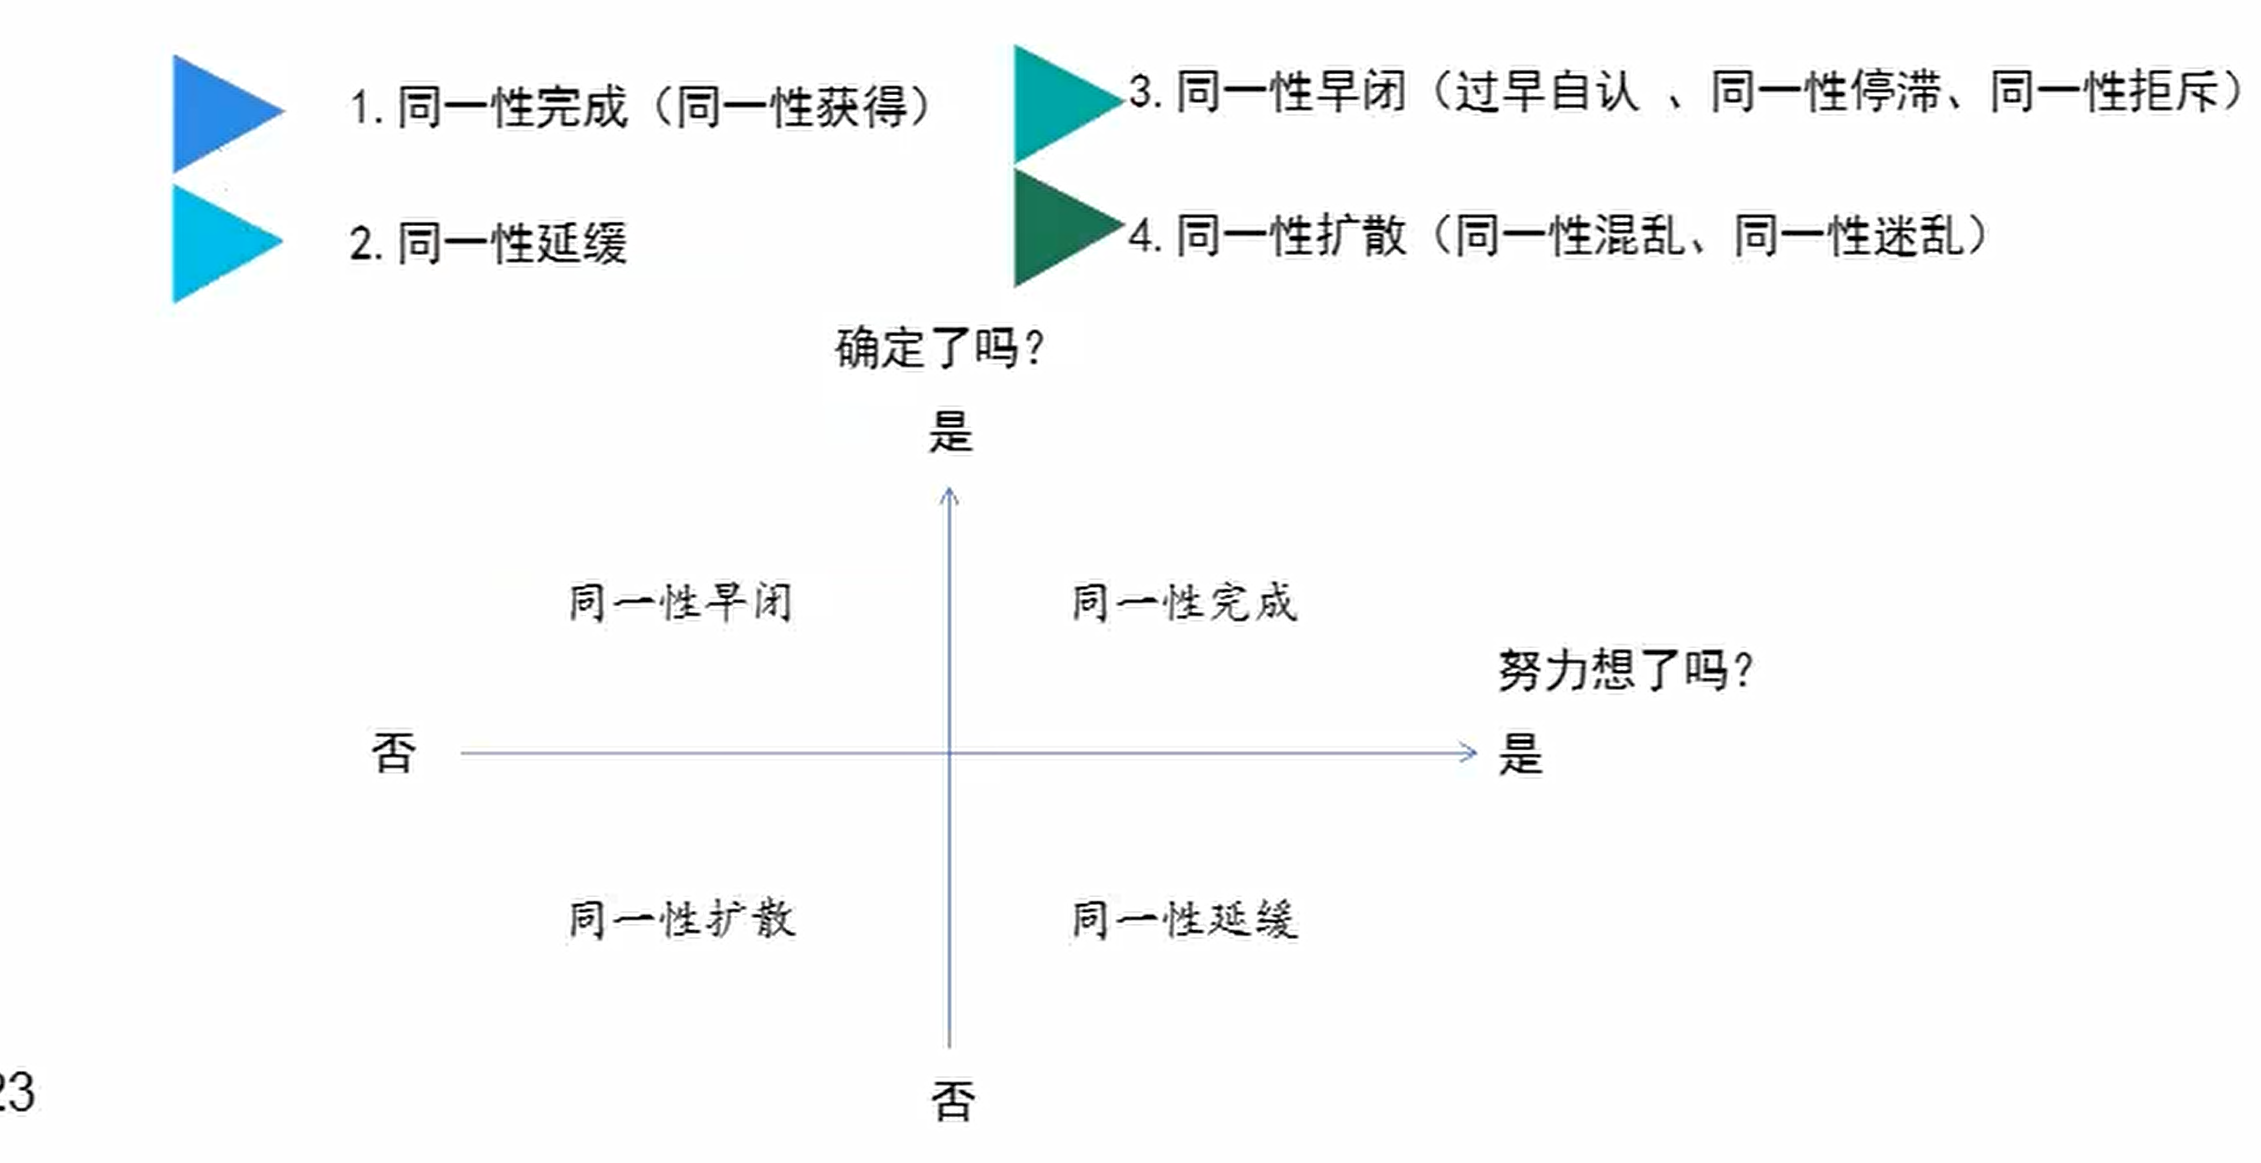 1. 同一性完成（同一性获得）
2. 同一性延缓
3. 同一性早闭（过早自认 、同一性停滞、同一性拒斥）
4. 同一性扩散（同一性混乱、同一性迷乱）
确定了吗？
是
同一性早闭
同一性完成
努力想了吗？
否
是
同一性扩散
同一性延缓
否
23